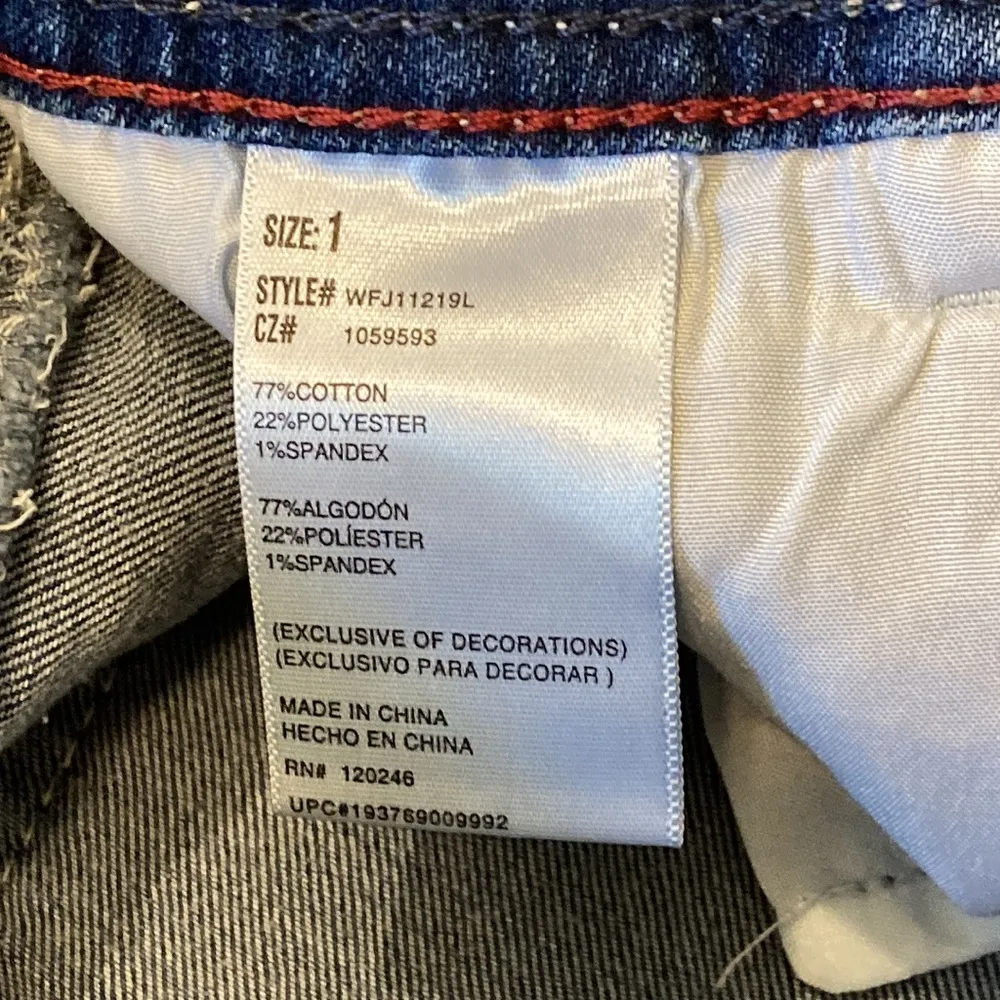 SIZE: 1
STYLE# WFJ11219L
CZ# 1059593
77%COTTON
22%POLYESTER
1%SPANDEX
77%ALGODÓN
22%POLÍESTER
1%SPANDEX
(EXCLUSIVE OF DECORATIONS)
(EXCLUSIVO PARA DECORAR )
MADE IN CHINA
HECHO EN CHINA
RN# 120246
UPC#193769009992